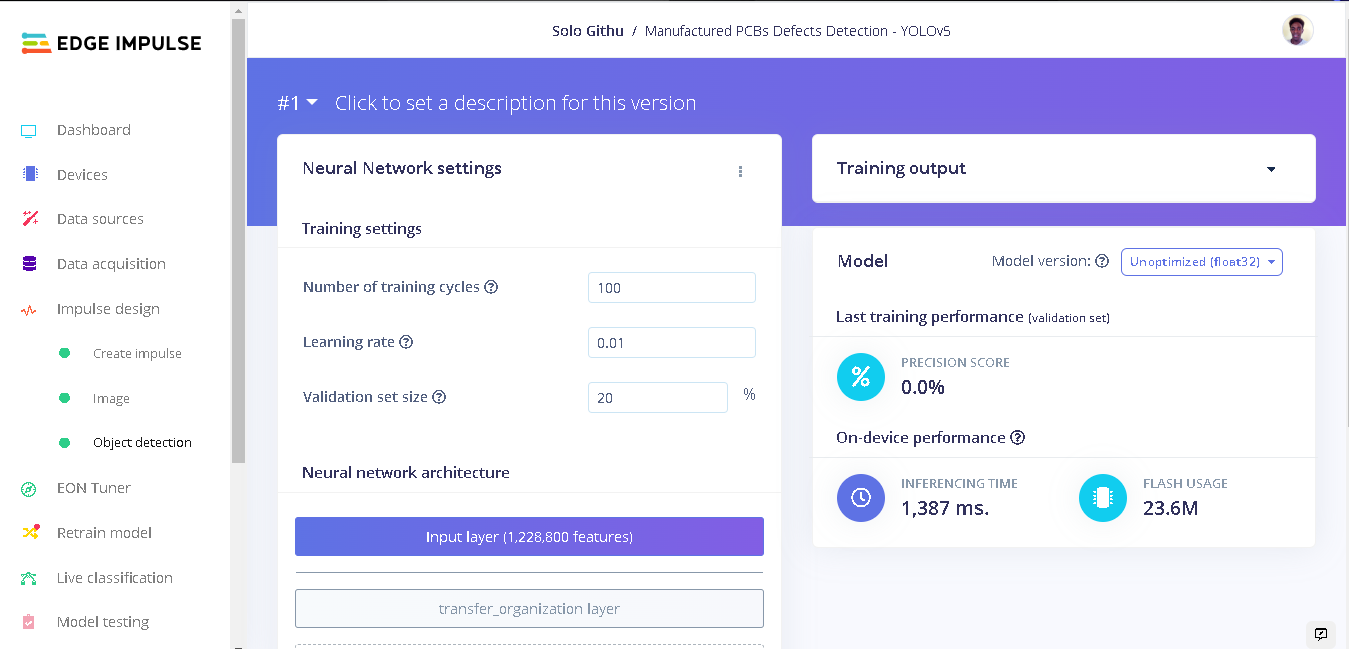 EDGE IMPULSE
Dashboard
Devices
Data sources
Data acquisition
Impulse design
Create impulse
Image
Object detection
EON Tuner
Retrain model
Live classification
Model testing
Solo Githu / Manufactured PCBs Defects Detection - YOLOv5
#1 Click to set a description for this version
Neural Network settings
Training settings
Number of training cycles ? 100
Learning rate ? 0.01
Validation set size ? 20 %
Neural network architecture
Input layer (1,228,800 features)
transfer_organization layer
Training output
Model Model version: ? Unoptimized (float32)
Last training performance (validation set)
%
PRECISION SCORE
0.0%
On-device performance ?
INFERENCING TIME
1,387 ms.
FLASH USAGE
23.6M